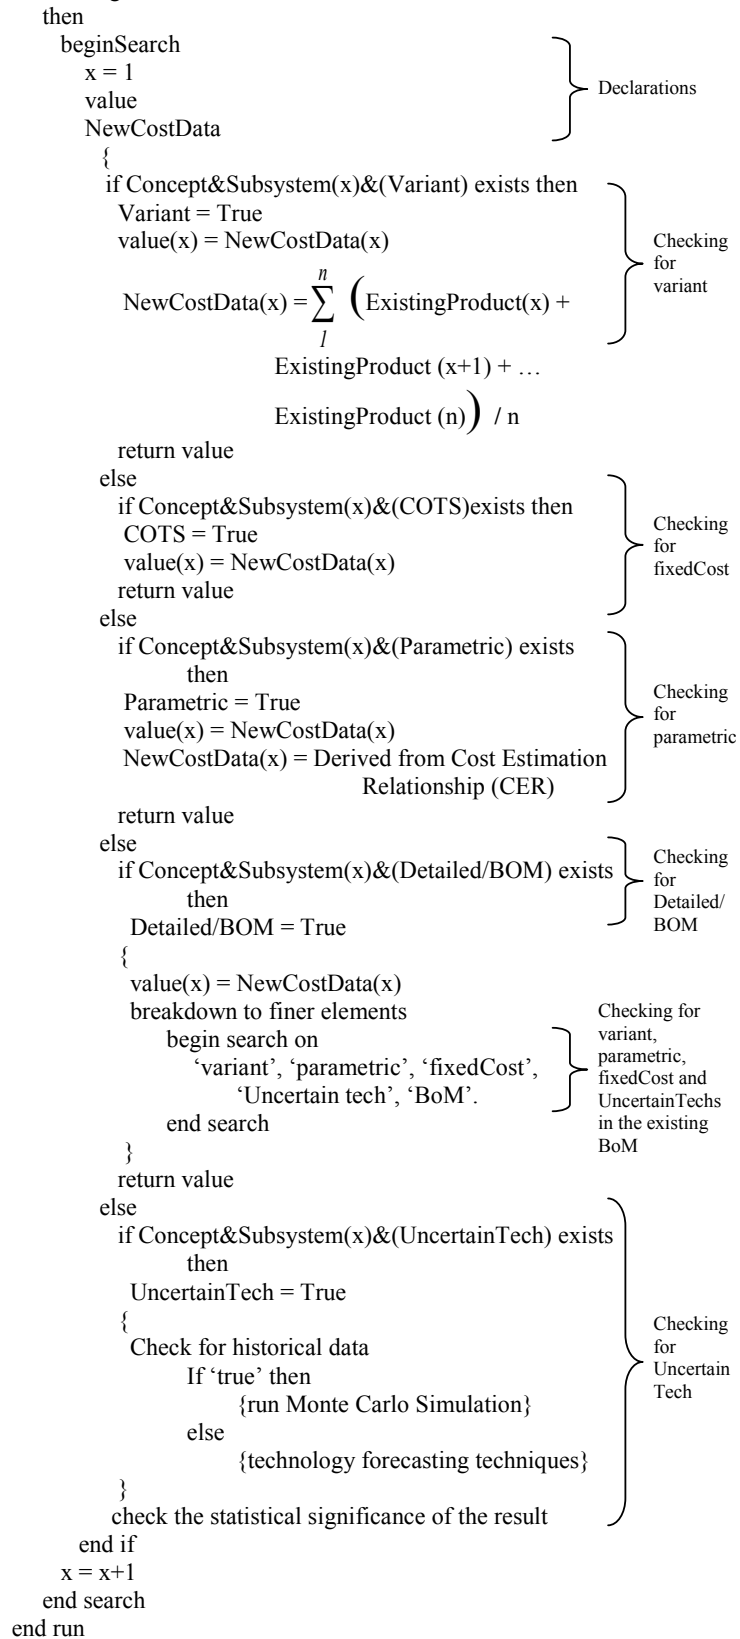 then
beginSearch
x = 1
value
NewCostData
Declarations
{
if Concept&Subsystem(x)&(Variant) exists then
Variant = True
value(x) = NewCostData(x)
NewCostData(x) = n ∑ l ( ExistingProduct(x) +
ExistingProduct (x+1) + …
ExistingProduct (n) ) / n
Checking
for
variant
return value
else
if Concept&Subsystem(x)&(COTS)exists then
COTS = True
value(x) = NewCostData(x)
return value
Checking
for
fixedCost
else
if Concept&Subsystem(x)&(Parametric) exists
then
Parametric = True
value(x) = NewCostData(x)
NewCostData(x) = Derived from Cost Estimation
Relationship (CER)
Checking
for
parametric
return value
else
if Concept&Subsystem(x)&(Detailed/BOM) exists
then
Detailed/BOM = True
Checking
for
Detailed/
BOM
{
value(x) = NewCostData(x)
breakdown to finer elements
begin search on
‘variant’, ‘parametric’, ‘fixedCost’,
‘Uncertain tech’, ‘BoM’.
end search
}
Checking for
variant,
parametric,
fixedCost and
UncertainTechs
in the existing
BoM
return value
else
if Concept&Subsystem(x)&(UncertainTech) exists
then
UncertainTech = True
{
Check for historical data
If ‘true’ then
{run Monte Carlo Simulation}
else
{technology forecasting techniques}
}
check the statistical significance of the result
Checking
for
Uncertain
Tech
end if
x = x+1
end search
end run